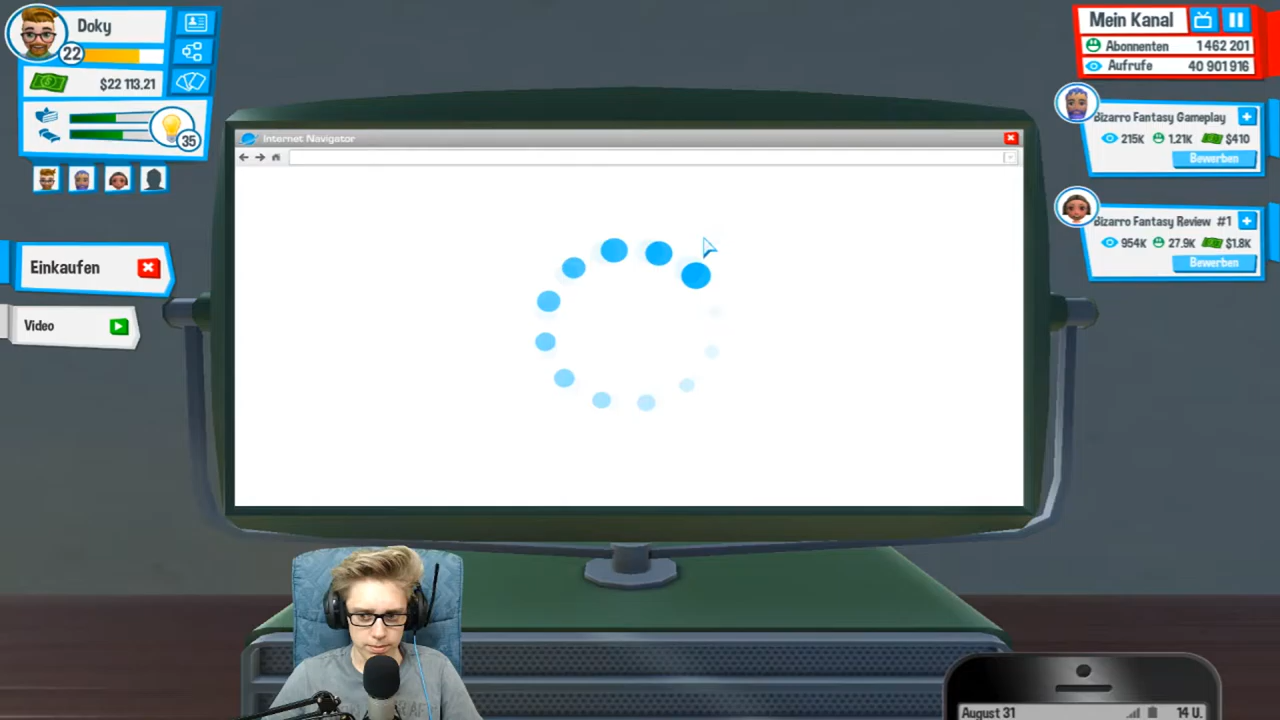 Doky
22
$22 113.21
35
Einkaufen
Video
Internet Navigator
Mein Kanal
Abonnenten 1 462 201
Aufrufe 40 901 916
Bizarro Fantasy Gameplay
215K 1.21K $410
Bewerben
Bizarro Fantasy Review #1
954K 27.9K $1.8K
Bewerben
August 31 14 U.